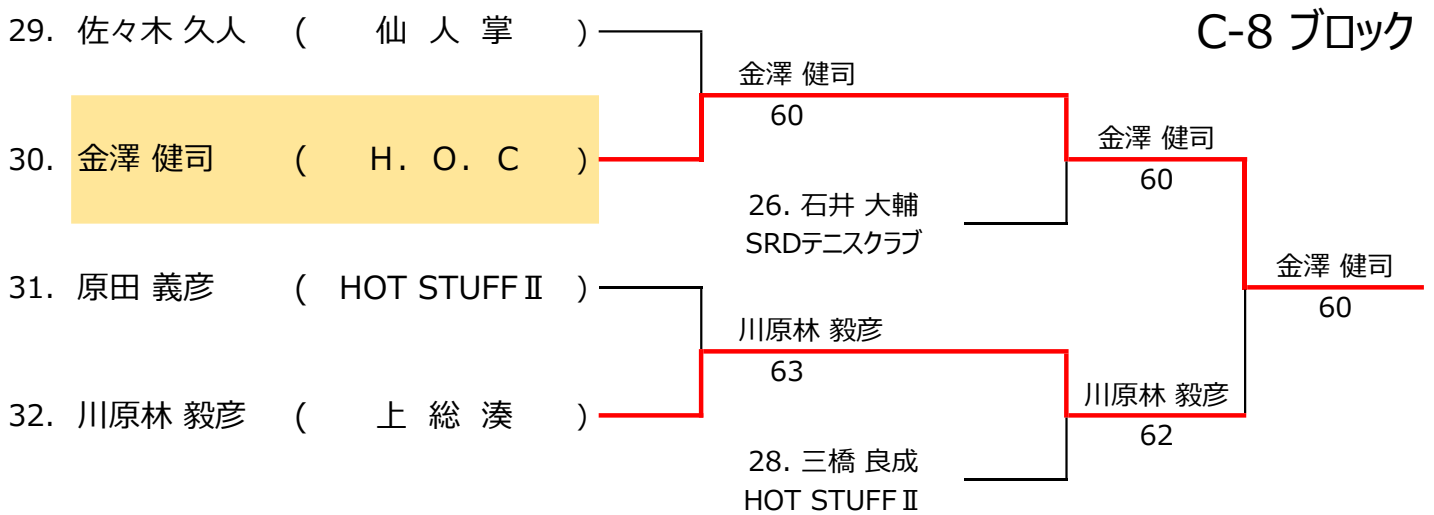 C-8 ブロック
29. 佐々木 久人 ( 仙 人 掌 )
金澤 健司
60
30. 金澤 健司 ( H. O. C )
金澤 健司
60
26. 石井 大輔
SRDテニスクラブ
31. 原田 義彦 ( HOT STUFFⅡ )
金澤 健司
60
川原林 毅彦
63
32. 川原林 毅彦 ( 上 総 湊 )
川原林 毅彦
62
28. 三橋 良成
HOT STUFFⅡ